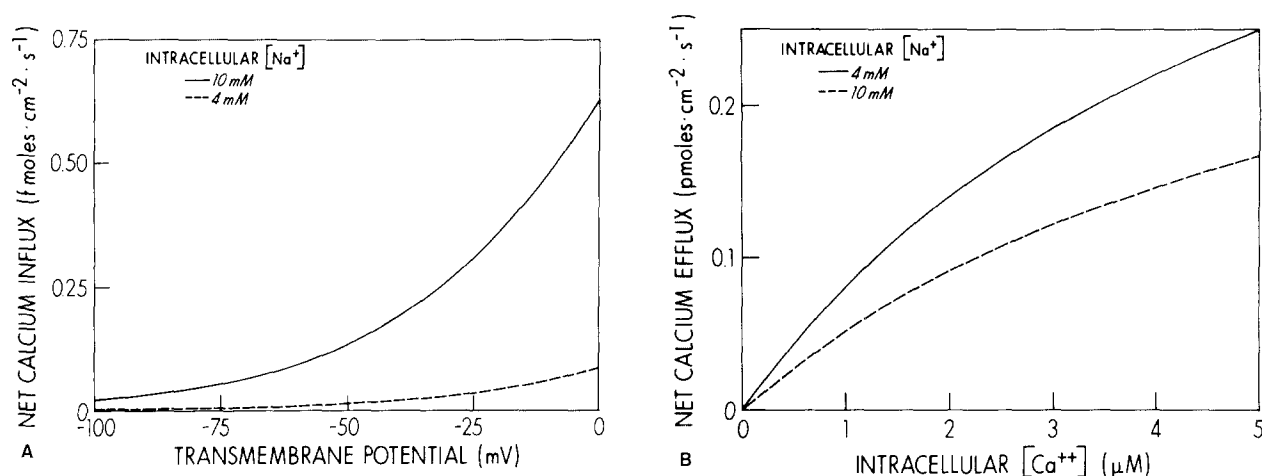 NET CALCIUM INFLUX (f moles·cm⁻²·s⁻¹)
0.75
0.50
0.25
0
INTRACELLULAR [Na⁺]
10 mM
4 mM
-100
-75
-50
-25
0
TRANSMEMBRANE POTENTIAL (mV)
A
NET CALCIUM EFFLUX (pmoles·cm⁻²·s⁻¹)
0.2
0.1
0
INTRACELLULAR [Na⁺]
4 mM
10 mM
0
1
2
3
4
5
INTRACELLULAR [Ca⁺⁺] (μM)
B